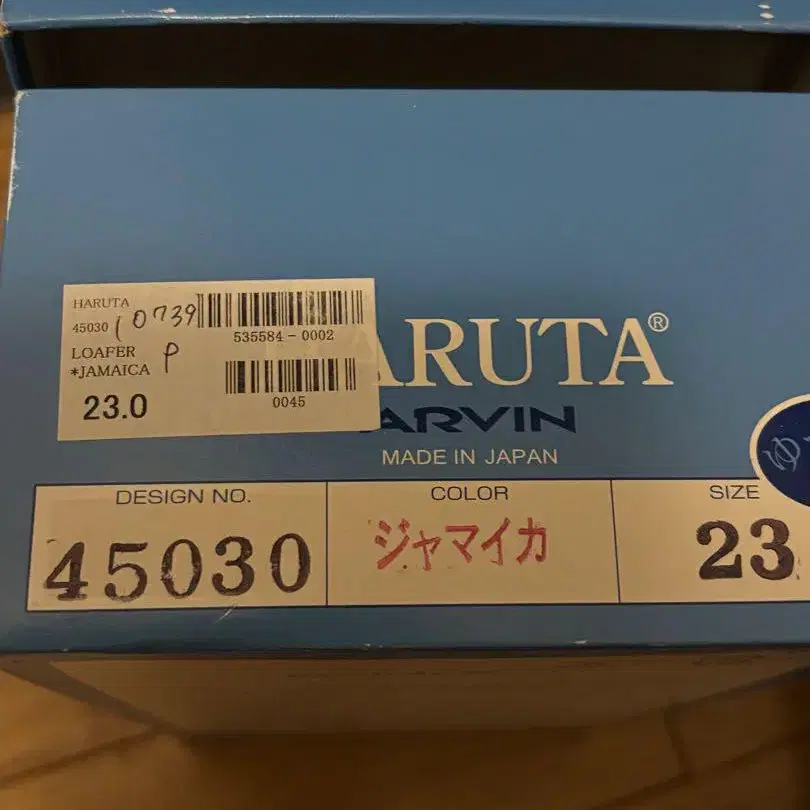 HARUTA
45030 ( 0739
LOAFER P
*JAMAICA
23.0
535584-0002
0045
ARUTA®
ARVIN
MADE IN JAPAN
DESIGN NO. COLOR SIZE
45030 ジャマイカ 23